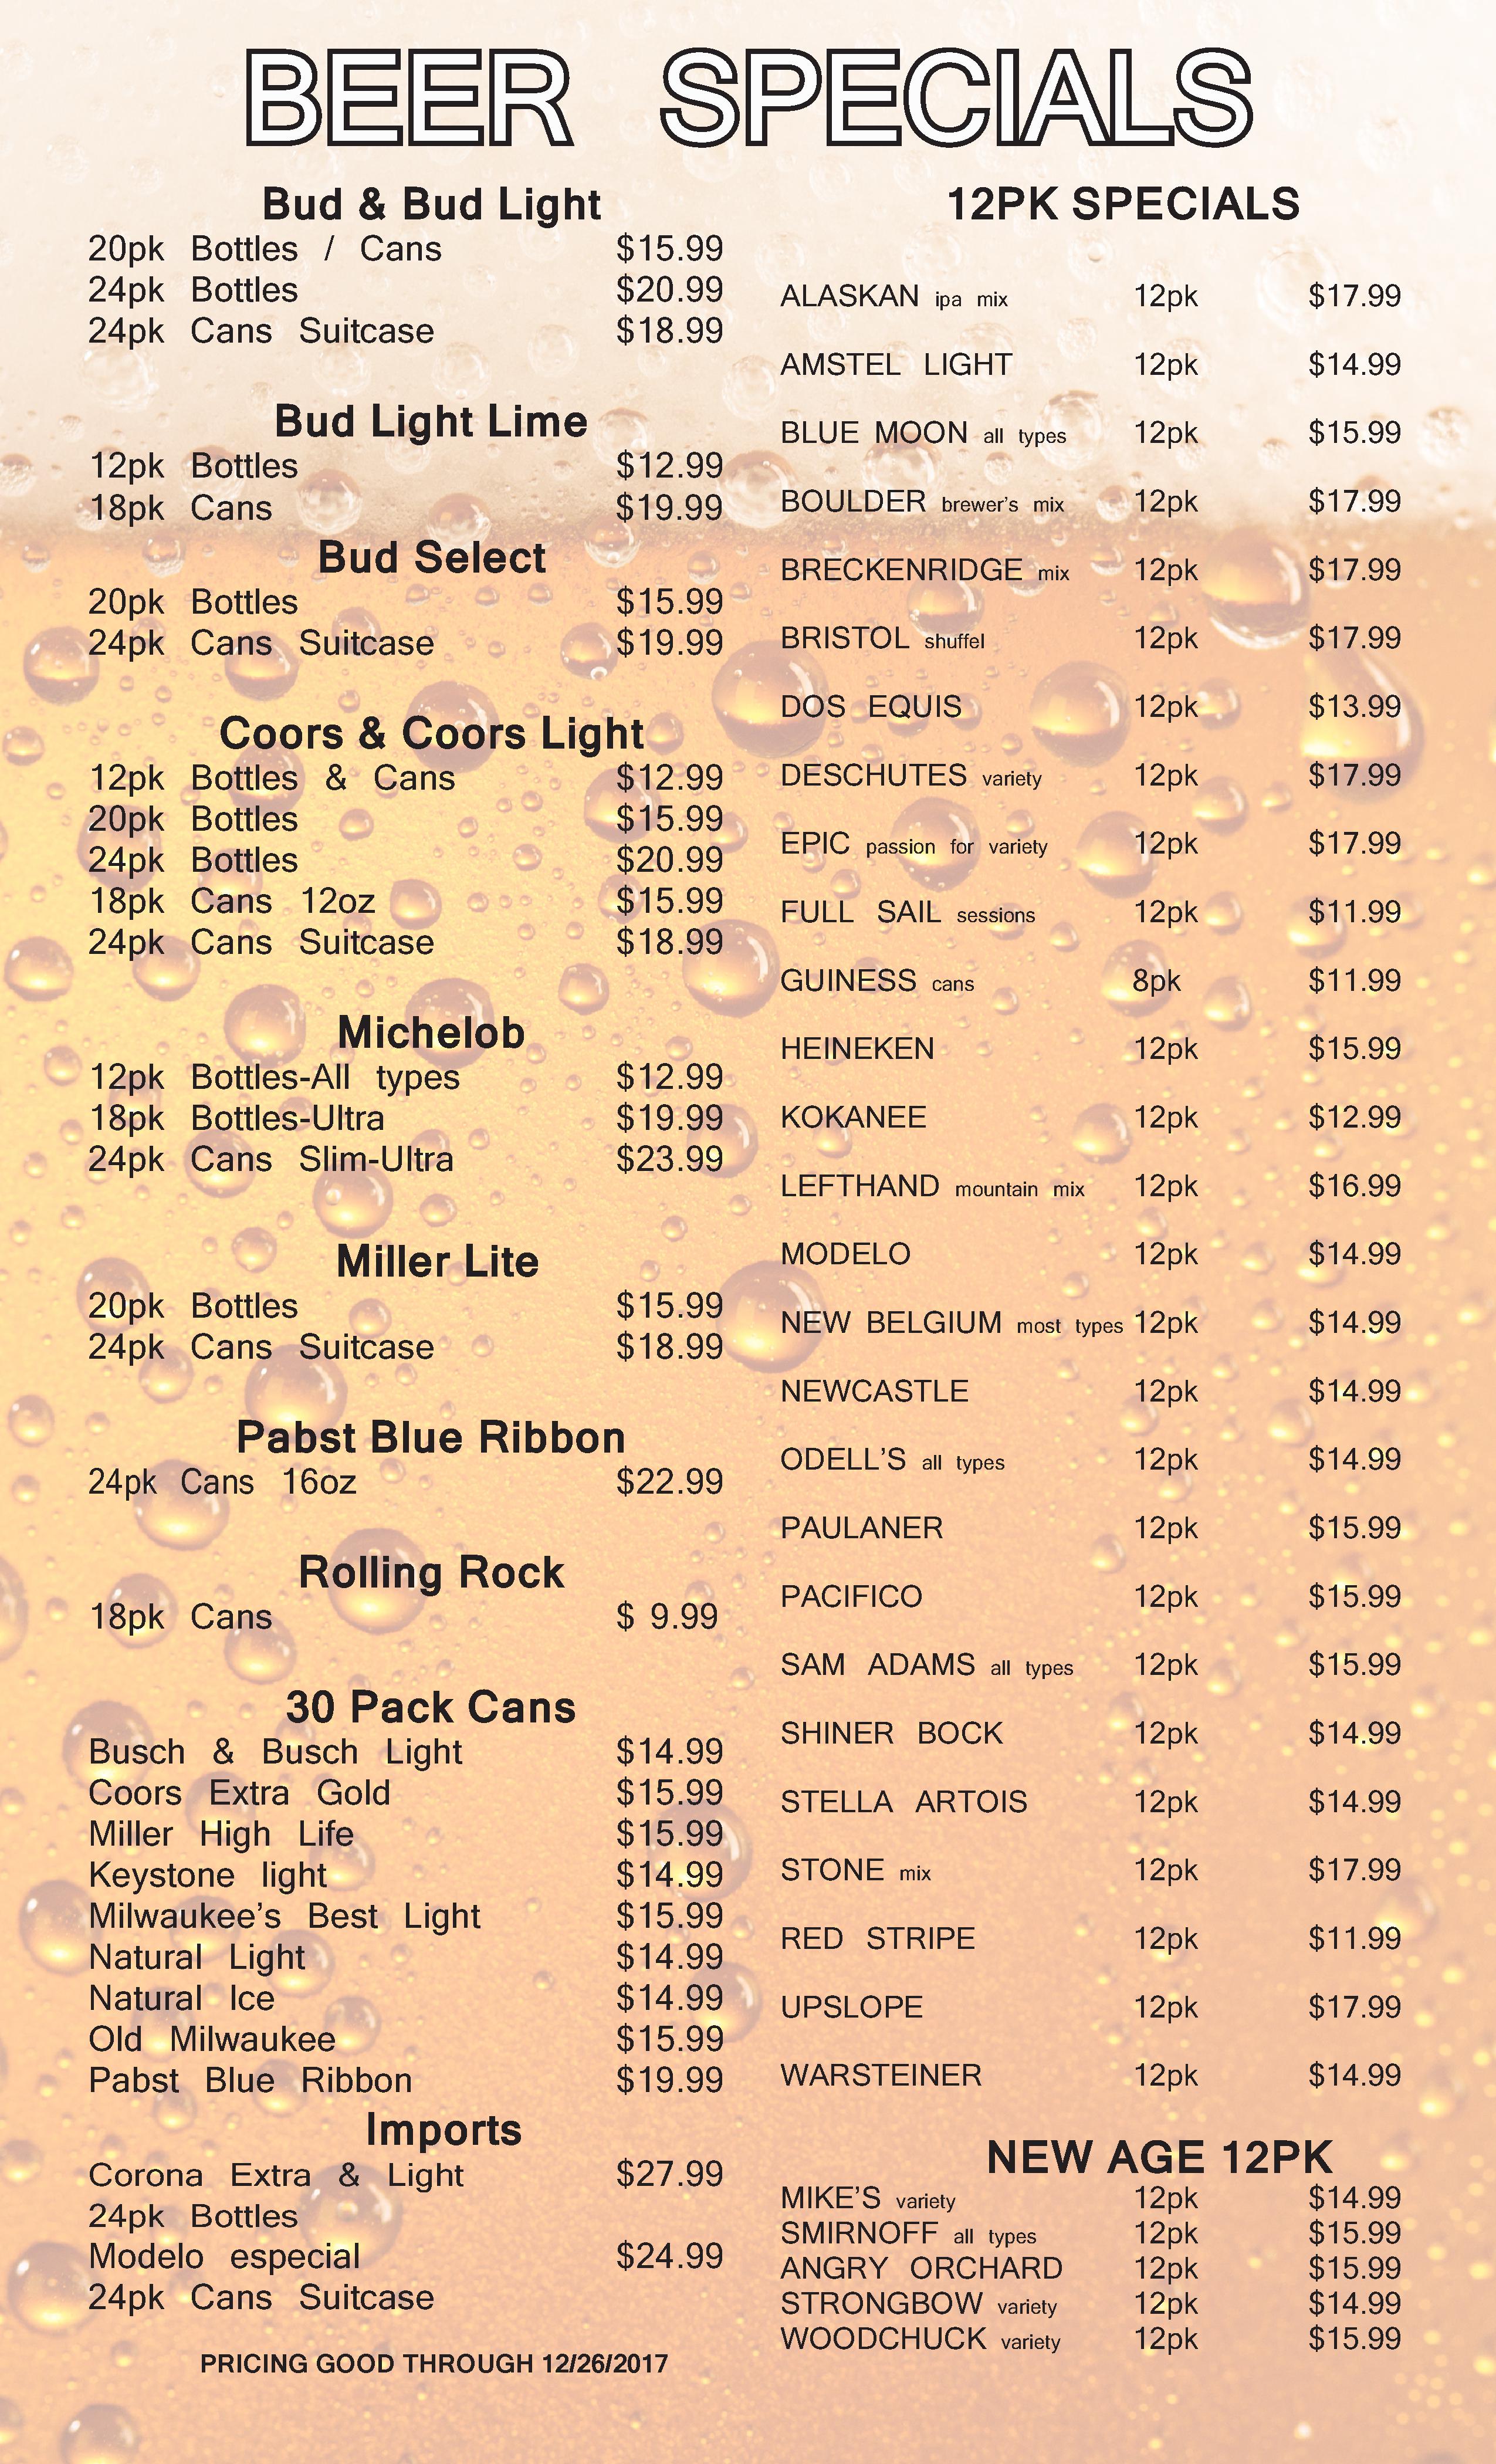 BEER SPECIALS
Bud & Bud Light
20pk Bottles / Cans $15.99
24pk Bottles $20.99
24pk Cans Suitcase $18.99
Bud Light Lime
12pk Bottles $12.99
18pk Cans $19.99
Bud Select
20pk Bottles $15.99
24pk Cans Suitcase $19.99
Coors & Coors Light
12pk Bottles & Cans $12.99
20pk Bottles $15.99
24pk Bottles $20.99
18pk Cans 12oz $15.99
24pk Cans Suitcase $18.99
Michelob
12pk Bottles-All types $12.99
18pk Bottles-Ultra $19.99
24pk Cans Slim-Ultra $23.99
Miller Lite
20pk Bottles $15.99
24pk Cans Suitcase $18.99
Pabst Blue Ribbon
24pk Cans 16oz $22.99
Rolling Rock
18pk Cans $ 9.99
30 Pack Cans
Busch & Busch Light $14.99
Coors Extra Gold $15.99
Miller High Life $15.99
Keystone light $14.99
Milwaukee’s Best Light $15.99
Natural Light $14.99
Natural Ice $14.99
Old Milwaukee $15.99
Pabst Blue Ribbon $19.99
Imports
Corona Extra & Light $27.99
24pk Bottles
Modelo especial $24.99
24pk Cans Suitcase
PRICING GOOD THROUGH 12/26/2017
12PK SPECIALS
ALASKAN ipa mix 12pk $17.99
AMSTEL LIGHT 12pk $14.99
BLUE MOON all types 12pk $15.99
BOULDER brewer’s mix 12pk $17.99
BRECKENRIDGE mix 12pk $17.99
BRISTOL shuffel 12pk $17.99
DOS EQUIS 12pk $13.99
DESCHUTES variety 12pk $17.99
EPIC passion for variety 12pk $17.99
FULL SAIL sessions 12pk $11.99
GUINESS cans 8pk $11.99
HEINEKEN 12pk $15.99
KOKANEE 12pk $12.99
LEFTHAND mountain mix 12pk $16.99
MODELO 12pk $14.99
NEW BELGIUM most types 12pk $14.99
NEWCASTLE 12pk $14.99
ODELL’S all types 12pk $14.99
PAULANER 12pk $15.99
PACIFICO 12pk $15.99
SAM ADAMS all types 12pk $15.99
SHINER BOCK 12pk $14.99
STELLA ARTOIS 12pk $14.99
STONE mix 12pk $17.99
RED STRIPE 12pk $11.99
UPSLOPE 12pk $17.99
WARSTEINER 12pk $14.99
NEW AGE 12PK
MIKE’S variety 12pk $14.99
SMIRNOFF all types 12pk $15.99
ANGRY ORCHARD 12pk $15.99
STRONGBOW variety 12pk $14.99
WOODCHUCK variety 12pk $15.99